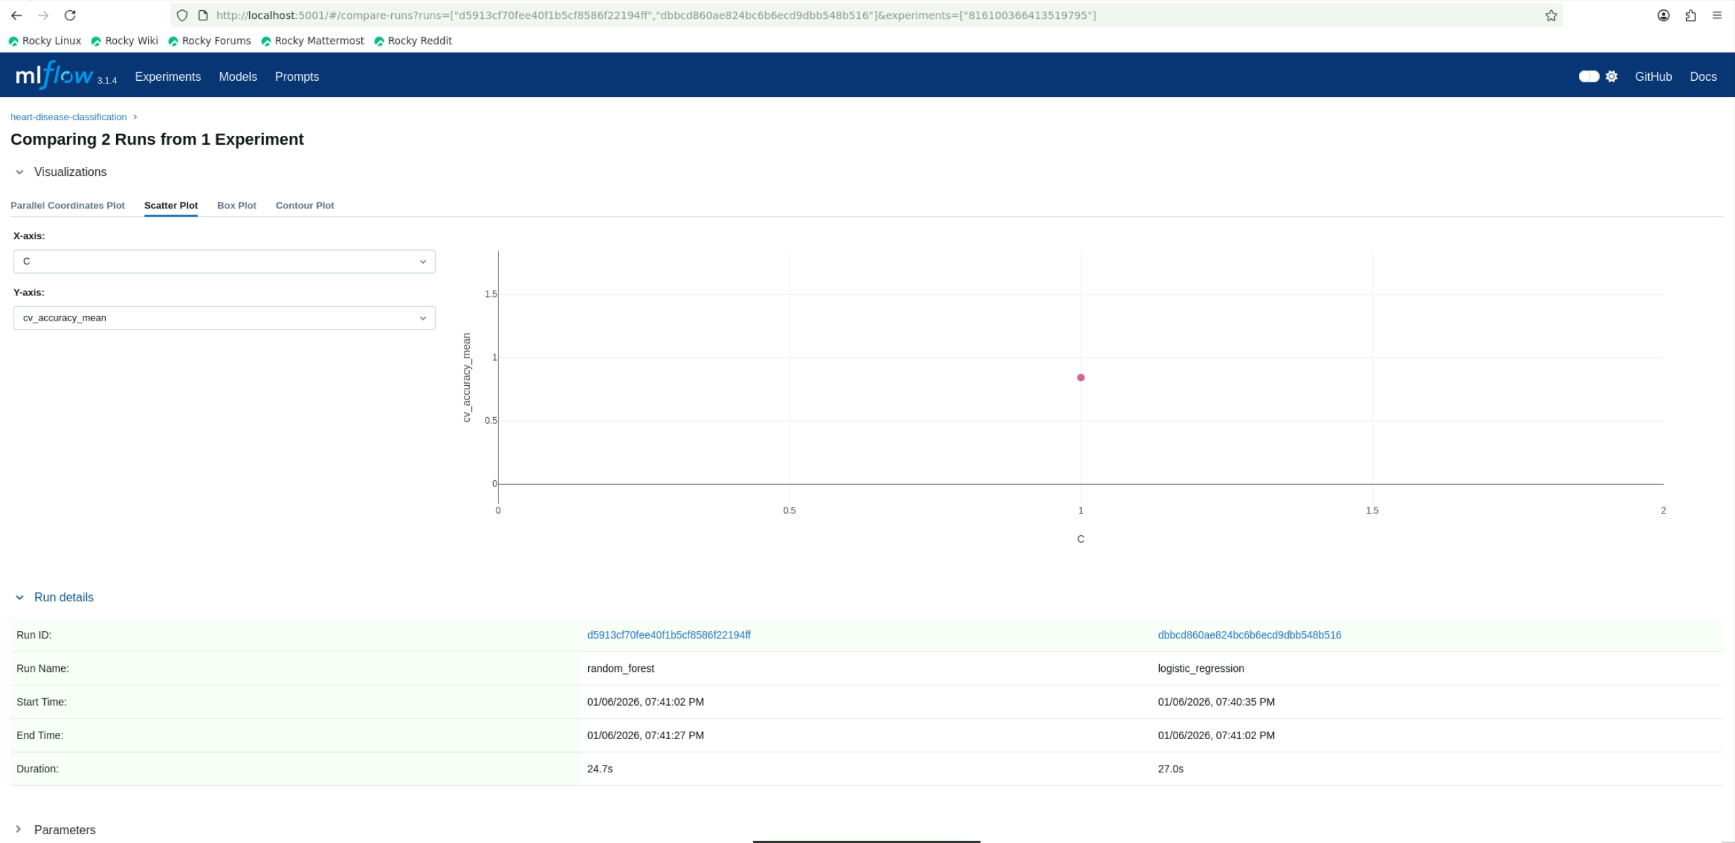 http://localhost:5001/#/compare-runs?runs=["d5913cf70fee40f1b5cf8586f22194ff","dbbcd860ae824bc6b6ecd9dbb548b516"]&experiments=["816100366413519795"]
Rocky Linux Rocky Wiki Rocky Forums Rocky Mattermost Rocky Reddit
mlflow 3.1.4 Experiments Models Prompts GitHub Docs
heart-disease-classification
Comparing 2 Runs from 1 Experiment
Visualizations
Parallel Coordinates Plot Scatter Plot Box Plot Contour Plot
X-axis:
C
Y-axis:
cv_accuracy_mean
cv_accuracy_mean
1.5
1
0.5
0
0 0.5 1 1.5 2
C
Run details
Run ID: d5913cf70fee40f1b5cf8586f22194ff dbbcd860ae824bc6b6ecd9dbb548b516
Run Name: random_forest logistic_regression
Start Time: 01/06/2026, 07:41:02 PM 01/06/2026, 07:40:35 PM
End Time: 01/06/2026, 07:41:27 PM 01/06/2026, 07:41:02 PM
Duration: 24.7s 27.0s
Parameters